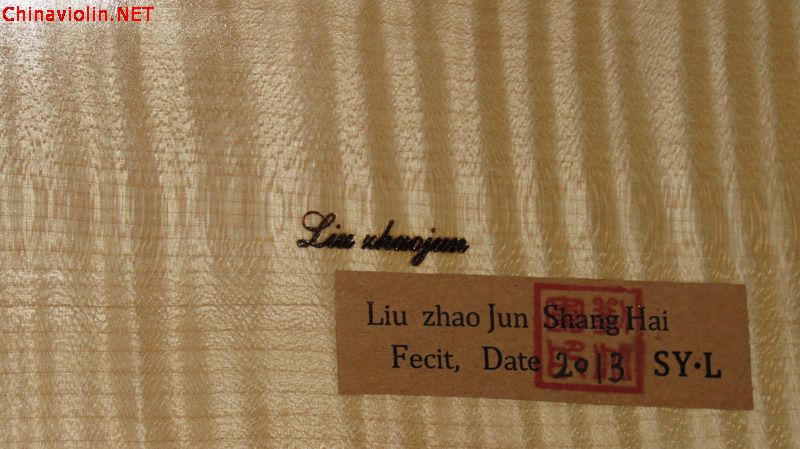 Chinaviolin.NET
Liu zhaojun
Liu zhao Jun Shang Hai
Fecit, Date 2013 SY·L